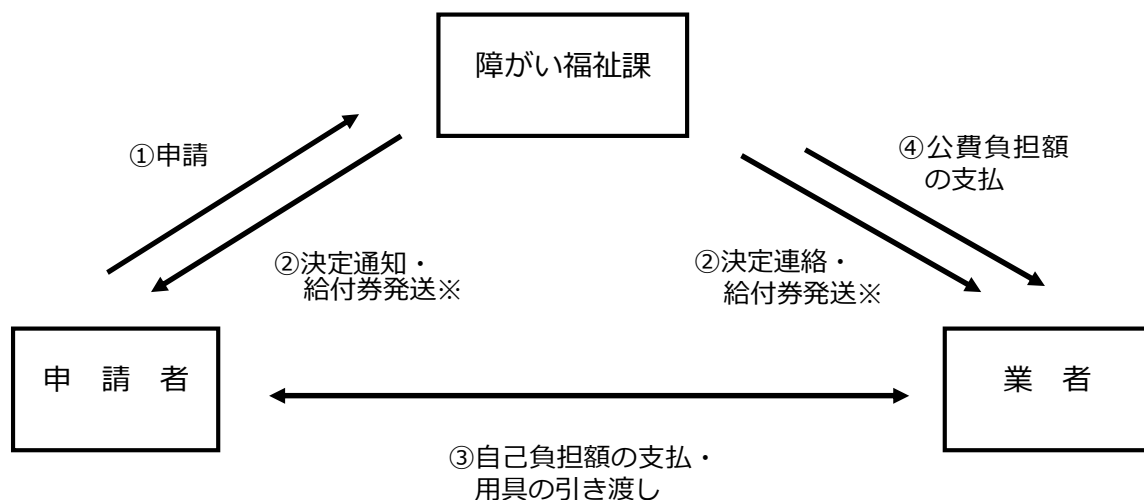 障がい福祉課
①申請
④公費負担額
の支払
②決定通知・
給付券発送※
②決定連絡・
給付券発送※
申　請　者
業　者
③自己負担額の支払・
用具の引き渡し